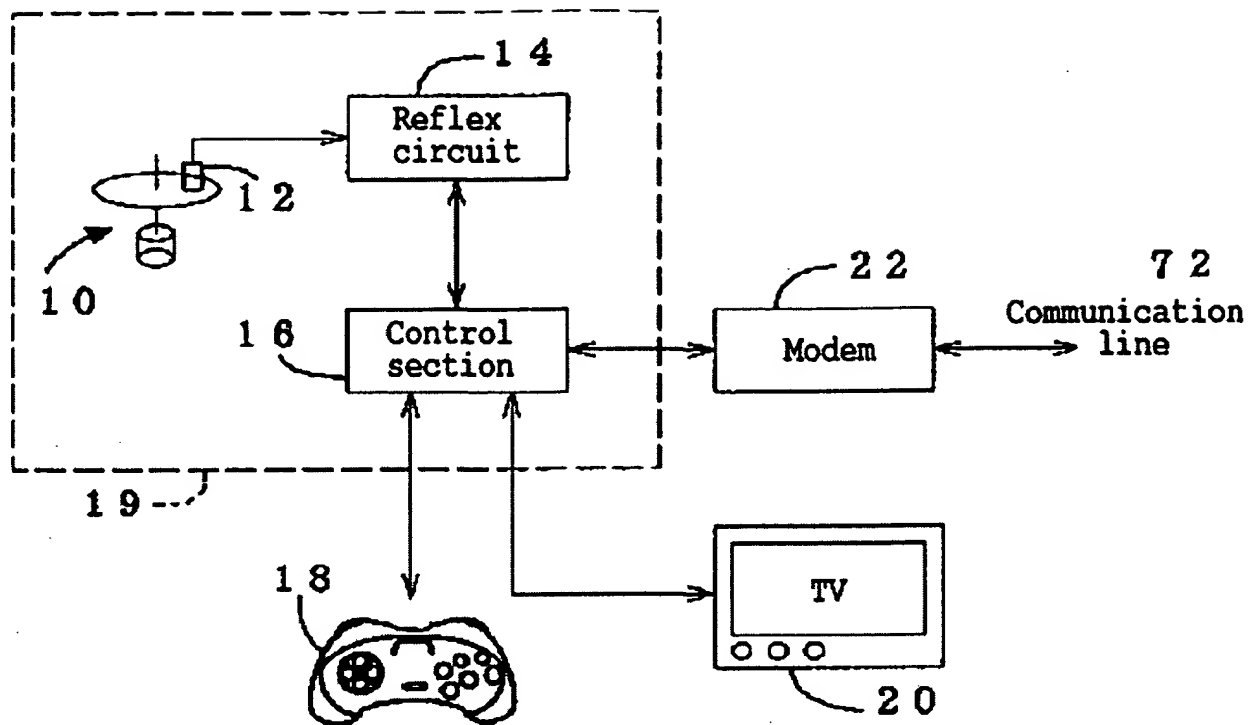 14
Reflex
circuit
12
10
22
72
16
Control
section
Modem
Communication
line
19
18
TV
20